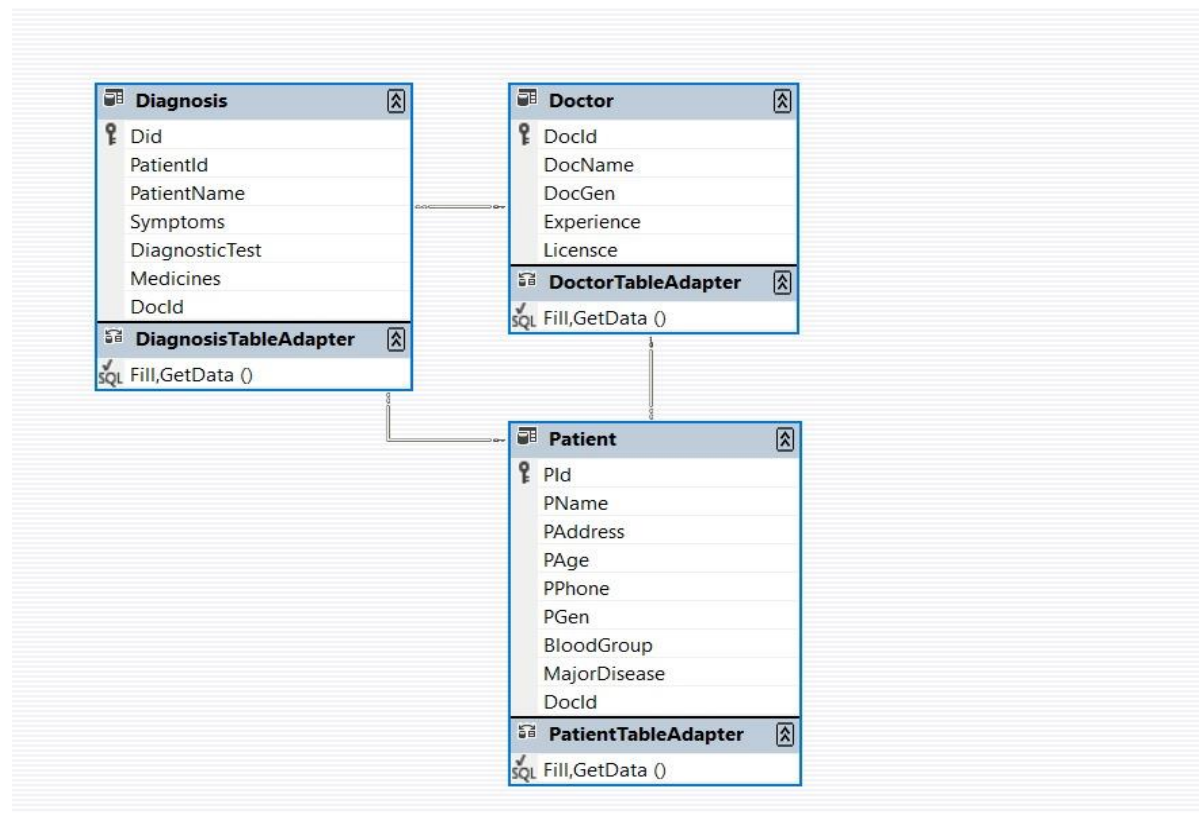 Diagnosis
Did
PatientId
PatientName
Symptoms
DiagnosticTest
Medicines
DocId
DiagnosisTableAdapter
SQL Fill,GetData ()
Doctor
DocId
DocName
DocGen
Experience
Licensce
DoctorTableAdapter
SQL Fill,GetData ()
Patient
PId
PName
PAddress
PAge
PPhone
PGen
BloodGroup
MajorDisease
DocId
PatientTableAdapter
SQL Fill,GetData ()